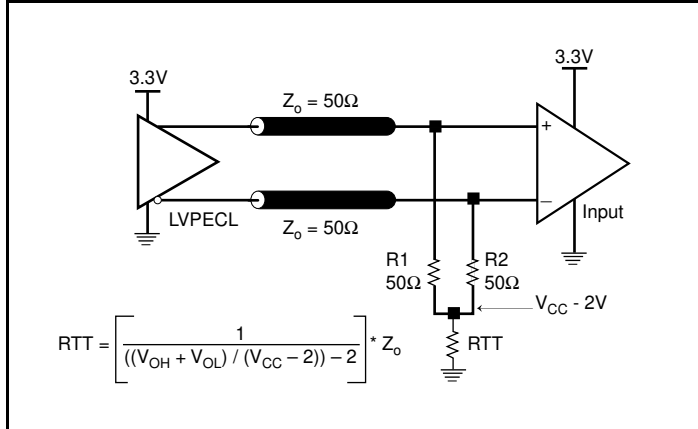 3.3V
3.3V
Zo = 50Ω
+
LVPECL
Zo = 50Ω
–
Input
R1
50Ω
R2
50Ω
VCC - 2V
RTT
RTT = [ 1 / ((VOH + VOL) / (VCC – 2)) – 2 ] * Zo